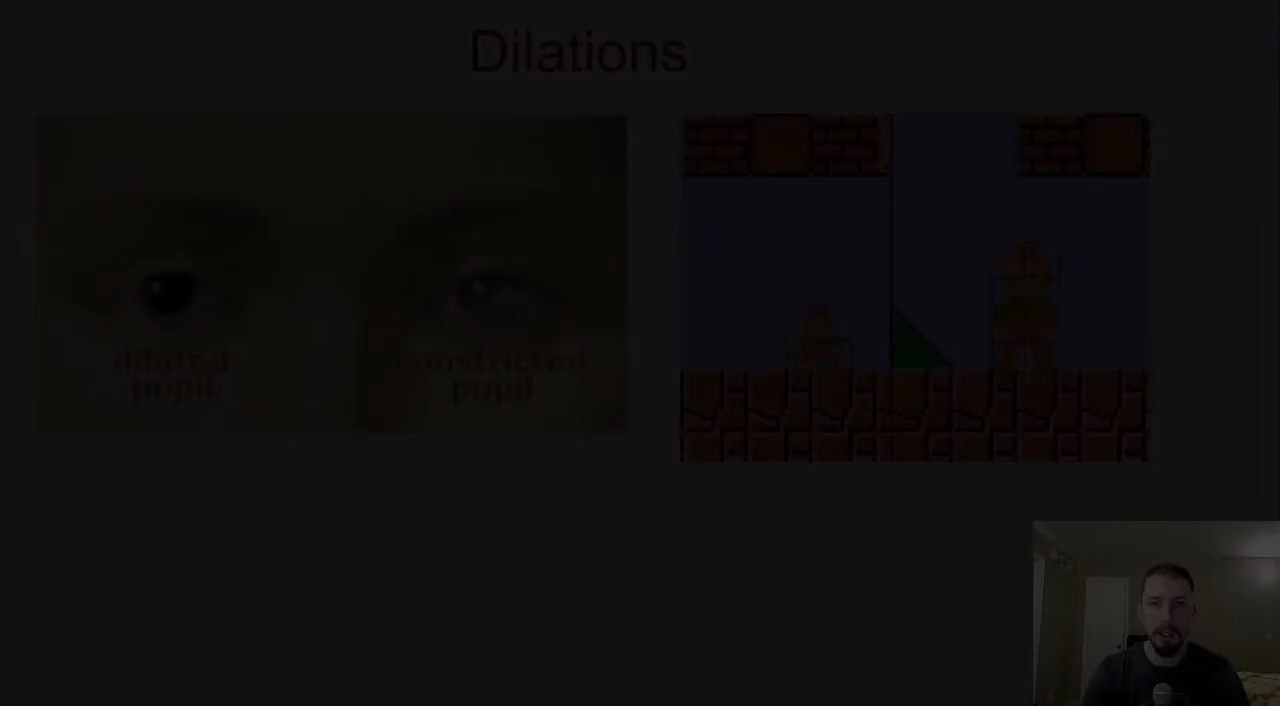 Dilations
dilated
pupil
constricted
pupil